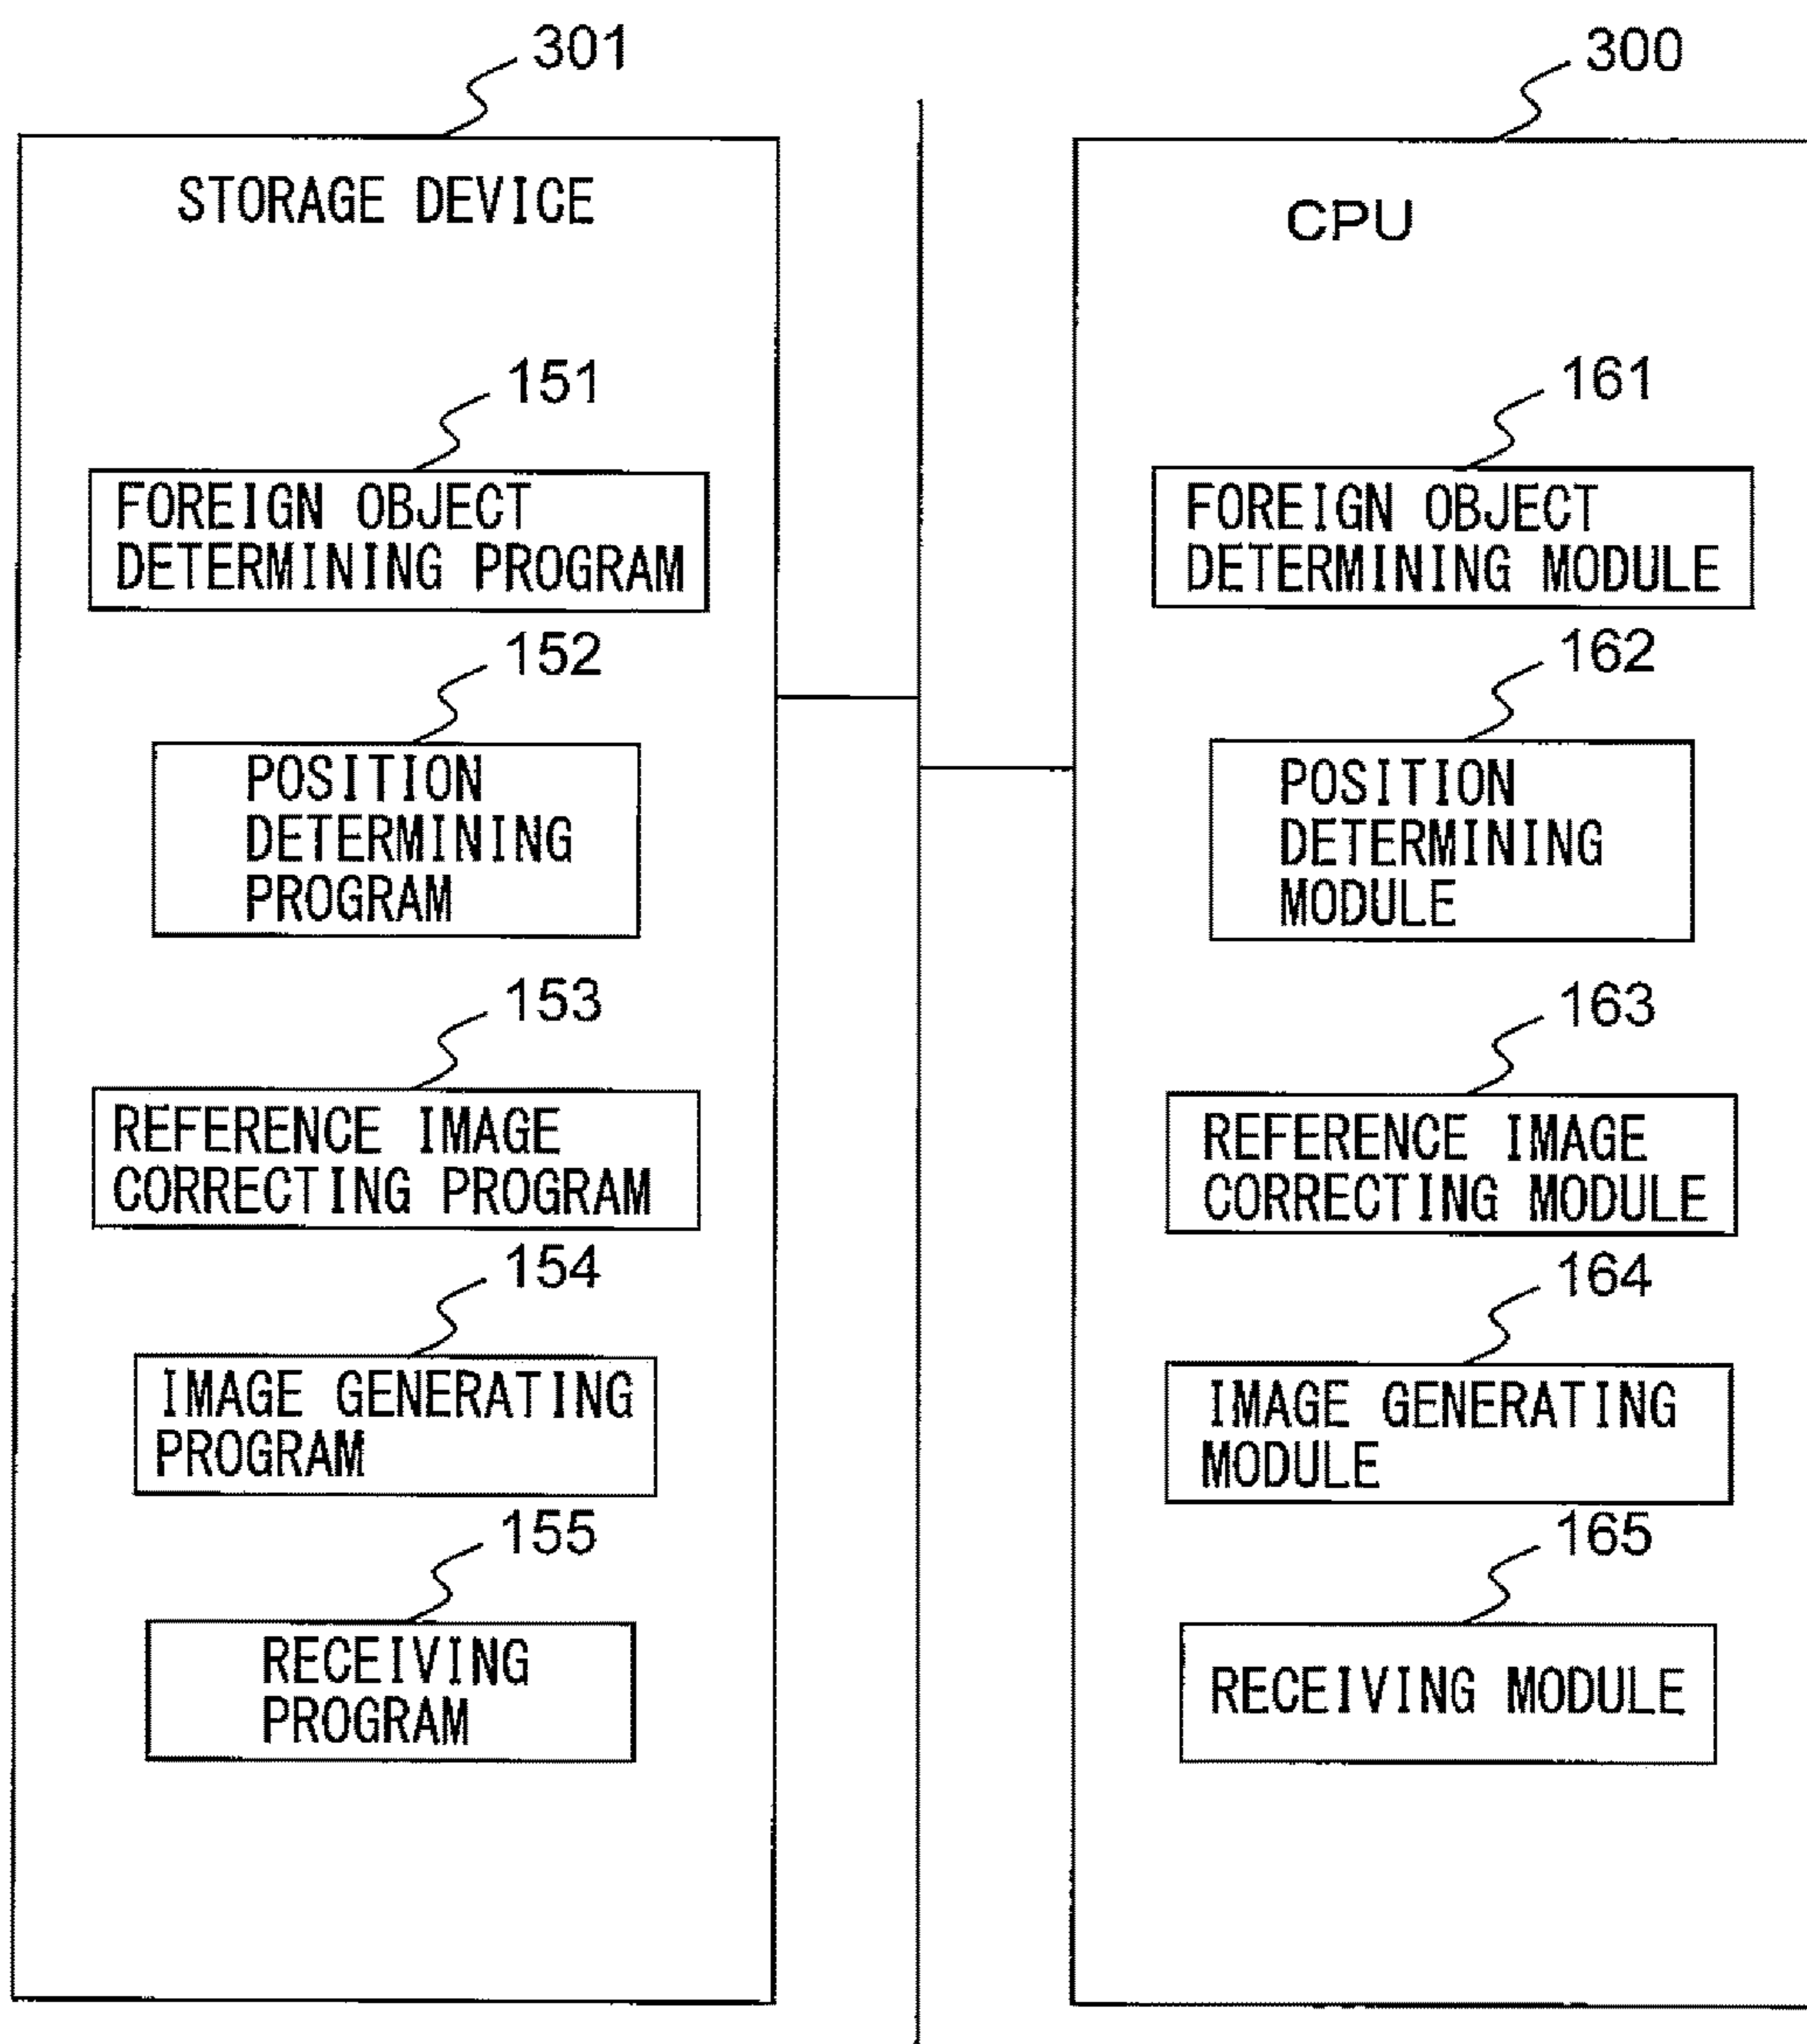 301
STORAGE DEVICE
151
FOREIGN OBJECT
DETERMINING PROGRAM
152
POSITION
DETERMINING
PROGRAM
153
REFERENCE IMAGE
CORRECTING PROGRAM
154
IMAGE GENERATING
PROGRAM
155
RECEIVING
PROGRAM
300
CPU
161
FOREIGN OBJECT
DETERMINING MODULE
162
POSITION
DETERMINING
MODULE
163
REFERENCE IMAGE
CORRECTING MODULE
164
IMAGE GENERATING
MODULE
165
RECEIVING MODULE